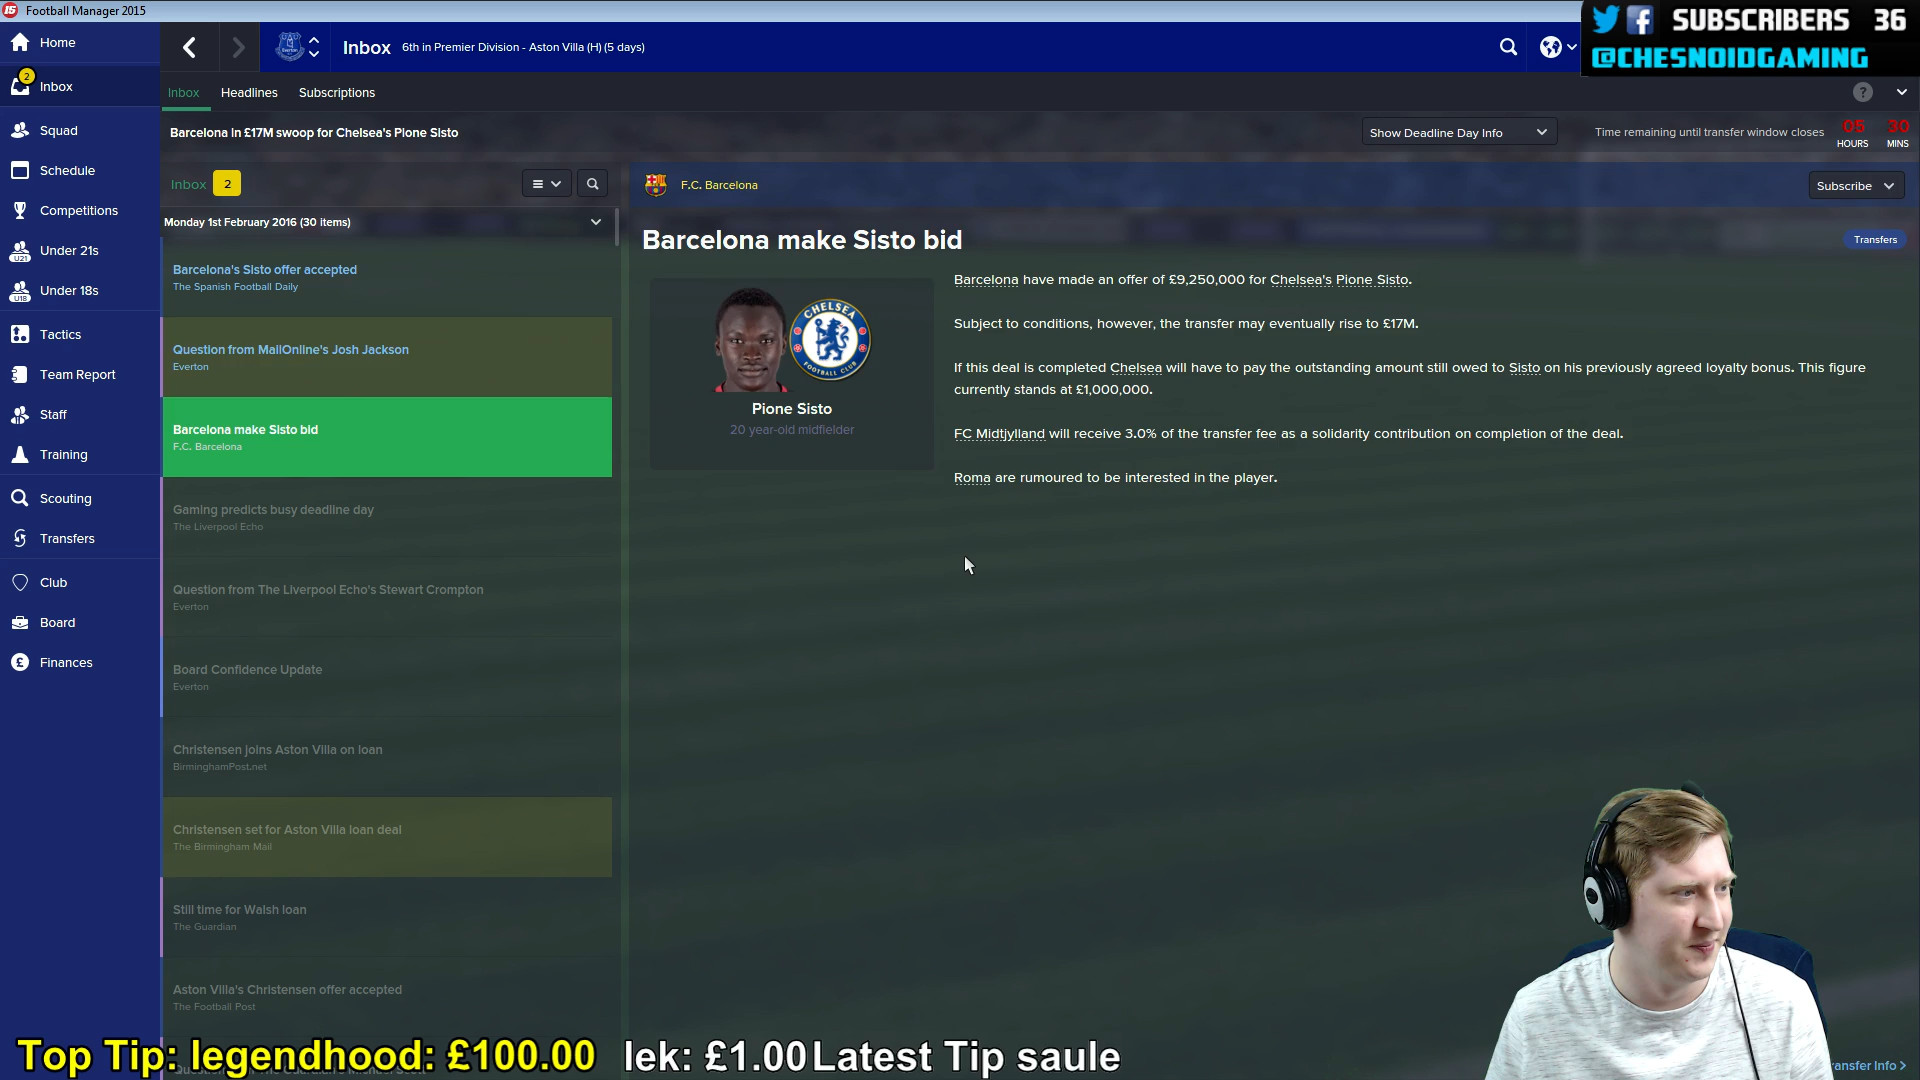 Football Manager 2015
Home
2
Inbox
Squad
Schedule
Competitions
Under 21s
Under 18s
Tactics
Team Report
Staff
Training
Scouting
Transfers
Club
Board
Finances
Inbox 6th in Premier Division - Aston Villa (H) (5 days)
SUBSCRIBERS 36
@CHESNOIDGAMING
Inbox Headlines Subscriptions
Barcelona in £17M swoop for Chelsea's Pione Sisto
Show Deadline Day Info
Time remaining until transfer window closes 05 HOURS 30 MINS
Inbox 2
Monday 1st February 2016 (30 items)
Barcelona's Sisto offer accepted
The Spanish Football Daily
Question from MailOnline's Josh Jackson
Everton
Barcelona make Sisto bid
F.C. Barcelona
Gaming predicts busy deadline day
The Liverpool Echo
Question from The Liverpool Echo's Stewart Crompton
Everton
Board Confidence Update
Everton
Christensen joins Aston Villa on loan
BirminghamPost.net
Christensen set for Aston Villa loan deal
The Birmingham Mail
Still time for Walsh loan
The Guardian
Aston Villa's Christensen offer accepted
The Football Post
F.C. Barcelona
Subscribe
Barcelona make Sisto bid
Transfers
CHELSEA
FOOTBALL CLUB
Pione Sisto
20 year-old midfielder
Barcelona have made an offer of £9,250,000 for Chelsea's Pione Sisto.
Subject to conditions, however, the transfer may eventually rise to £17M.
If this deal is completed Chelsea will have to pay the outstanding amount still owed to Sisto on his previously agreed loyalty bonus. This figure
currently stands at £1,000,000.
FC Midtjylland will receive 3.0% of the transfer fee as a solidarity contribution on completion of the deal.
Roma are rumoured to be interested in the player.
Top Tip: legendhood: £100.00 lek: £1.00 Latest Tip saule
ansfer Info